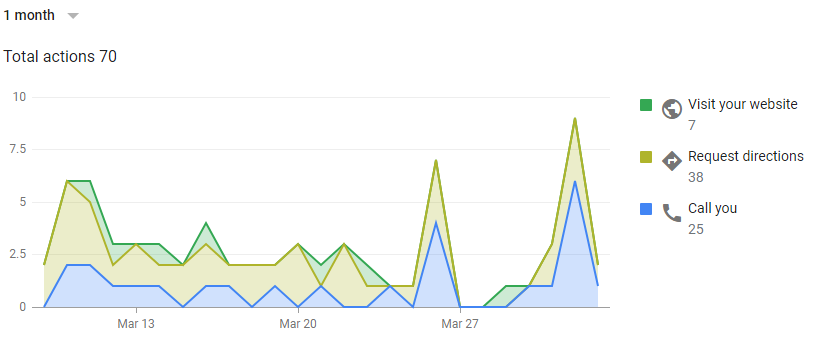 1 month
Total actions 70
10
7.5
5
2.5
0
Mar 13
Mar 20
Mar 27
Visit your website
7
Request directions
38
Call you
25